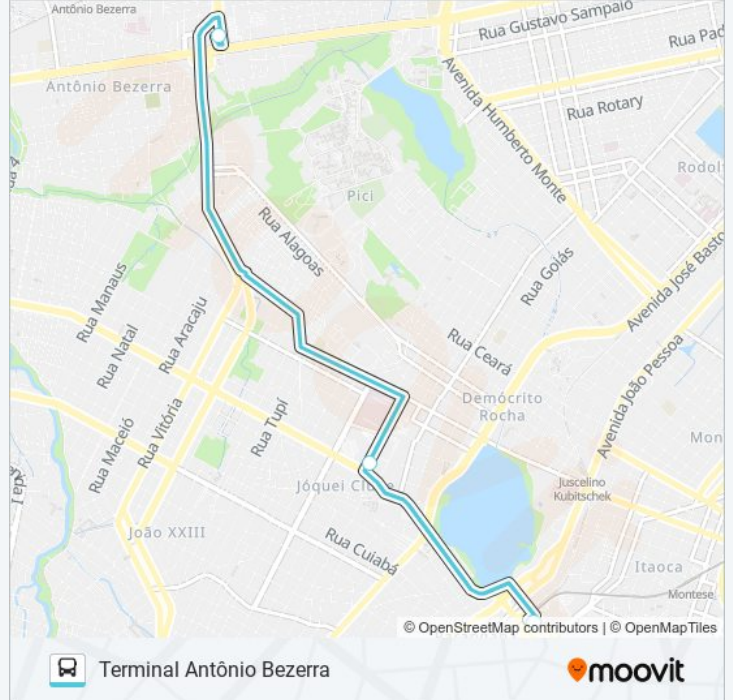 Antônio Bezerra
Rua Gustavo Sampaio
Rua Pad
Antônio Bezerra
Avenida Humberto Monte
Rua Rotary
Pici
Rodol
Rua Alagoas
Rua Goiás
Avenida José Basto
Rua Manaus
Rua Aracaju
Rua Natal
Rua Ceará
Avenida João Pessoa
Demócrito
Rocha
Rua Tupí
Rua Vitória
Rua Maceió
Mon
Jóquei Clube
Juscelino
Kubitschek
João XXIII
Rua Cuiabá
Itaoca
Montese
© OpenStreetMap contributors | © OpenMapTiles
Terminal Antônio Bezerra
moovit